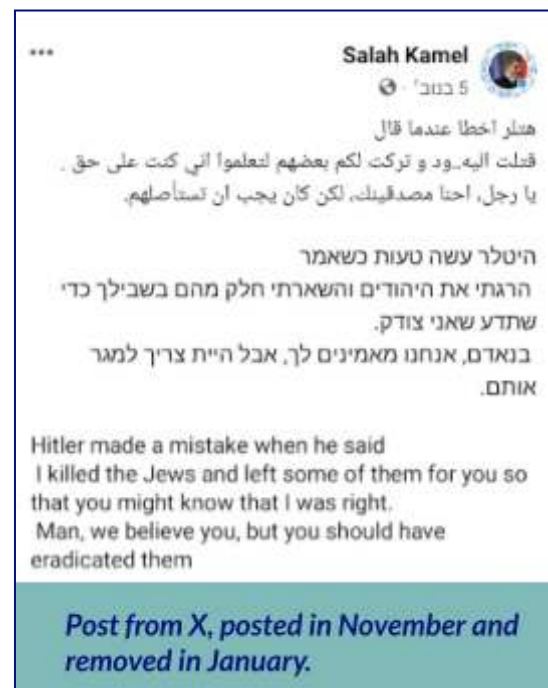 Salah Kamel
5 בנוב׳
هتلر اخطا عندما قال
قتلت اليه..ود و تركت لكم بعضهم لتعلموا اني كنت على حق .
يا رجل، احنا مصدقينك، لكن كان يجب ان تستأصلهم.
היטלר עשה טעות כשאמר
הרגתי את היהודים והשארתי חלק מהם בשבילך כדי
שתדע שאני צודק.
בנאדם, אנחנו מאמינים לך, אבל היית צריך למגר
אותם.
Hitler made a mistake when he said
I killed the Jews and left some of them for you so
that you might know that I was right.
Man, we believe you, but you should have
eradicated them
Post from X, posted in November and
removed in January.